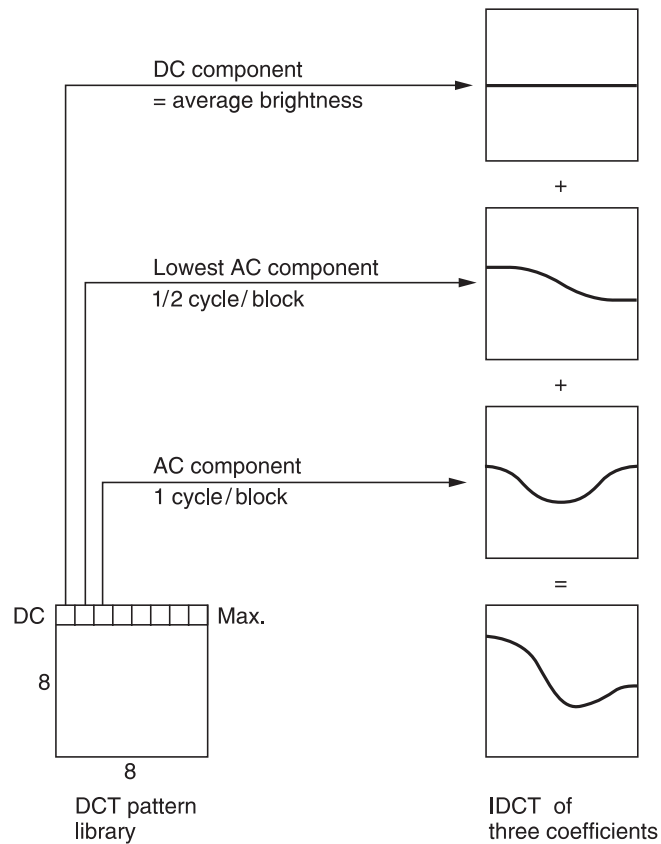 DC component
= average brightness
+
Lowest AC component
1/2 cycle/block
+
AC component
1 cycle/block
=
DC
Max.
8
8
DCT pattern
library
IDCT of
three coefficients